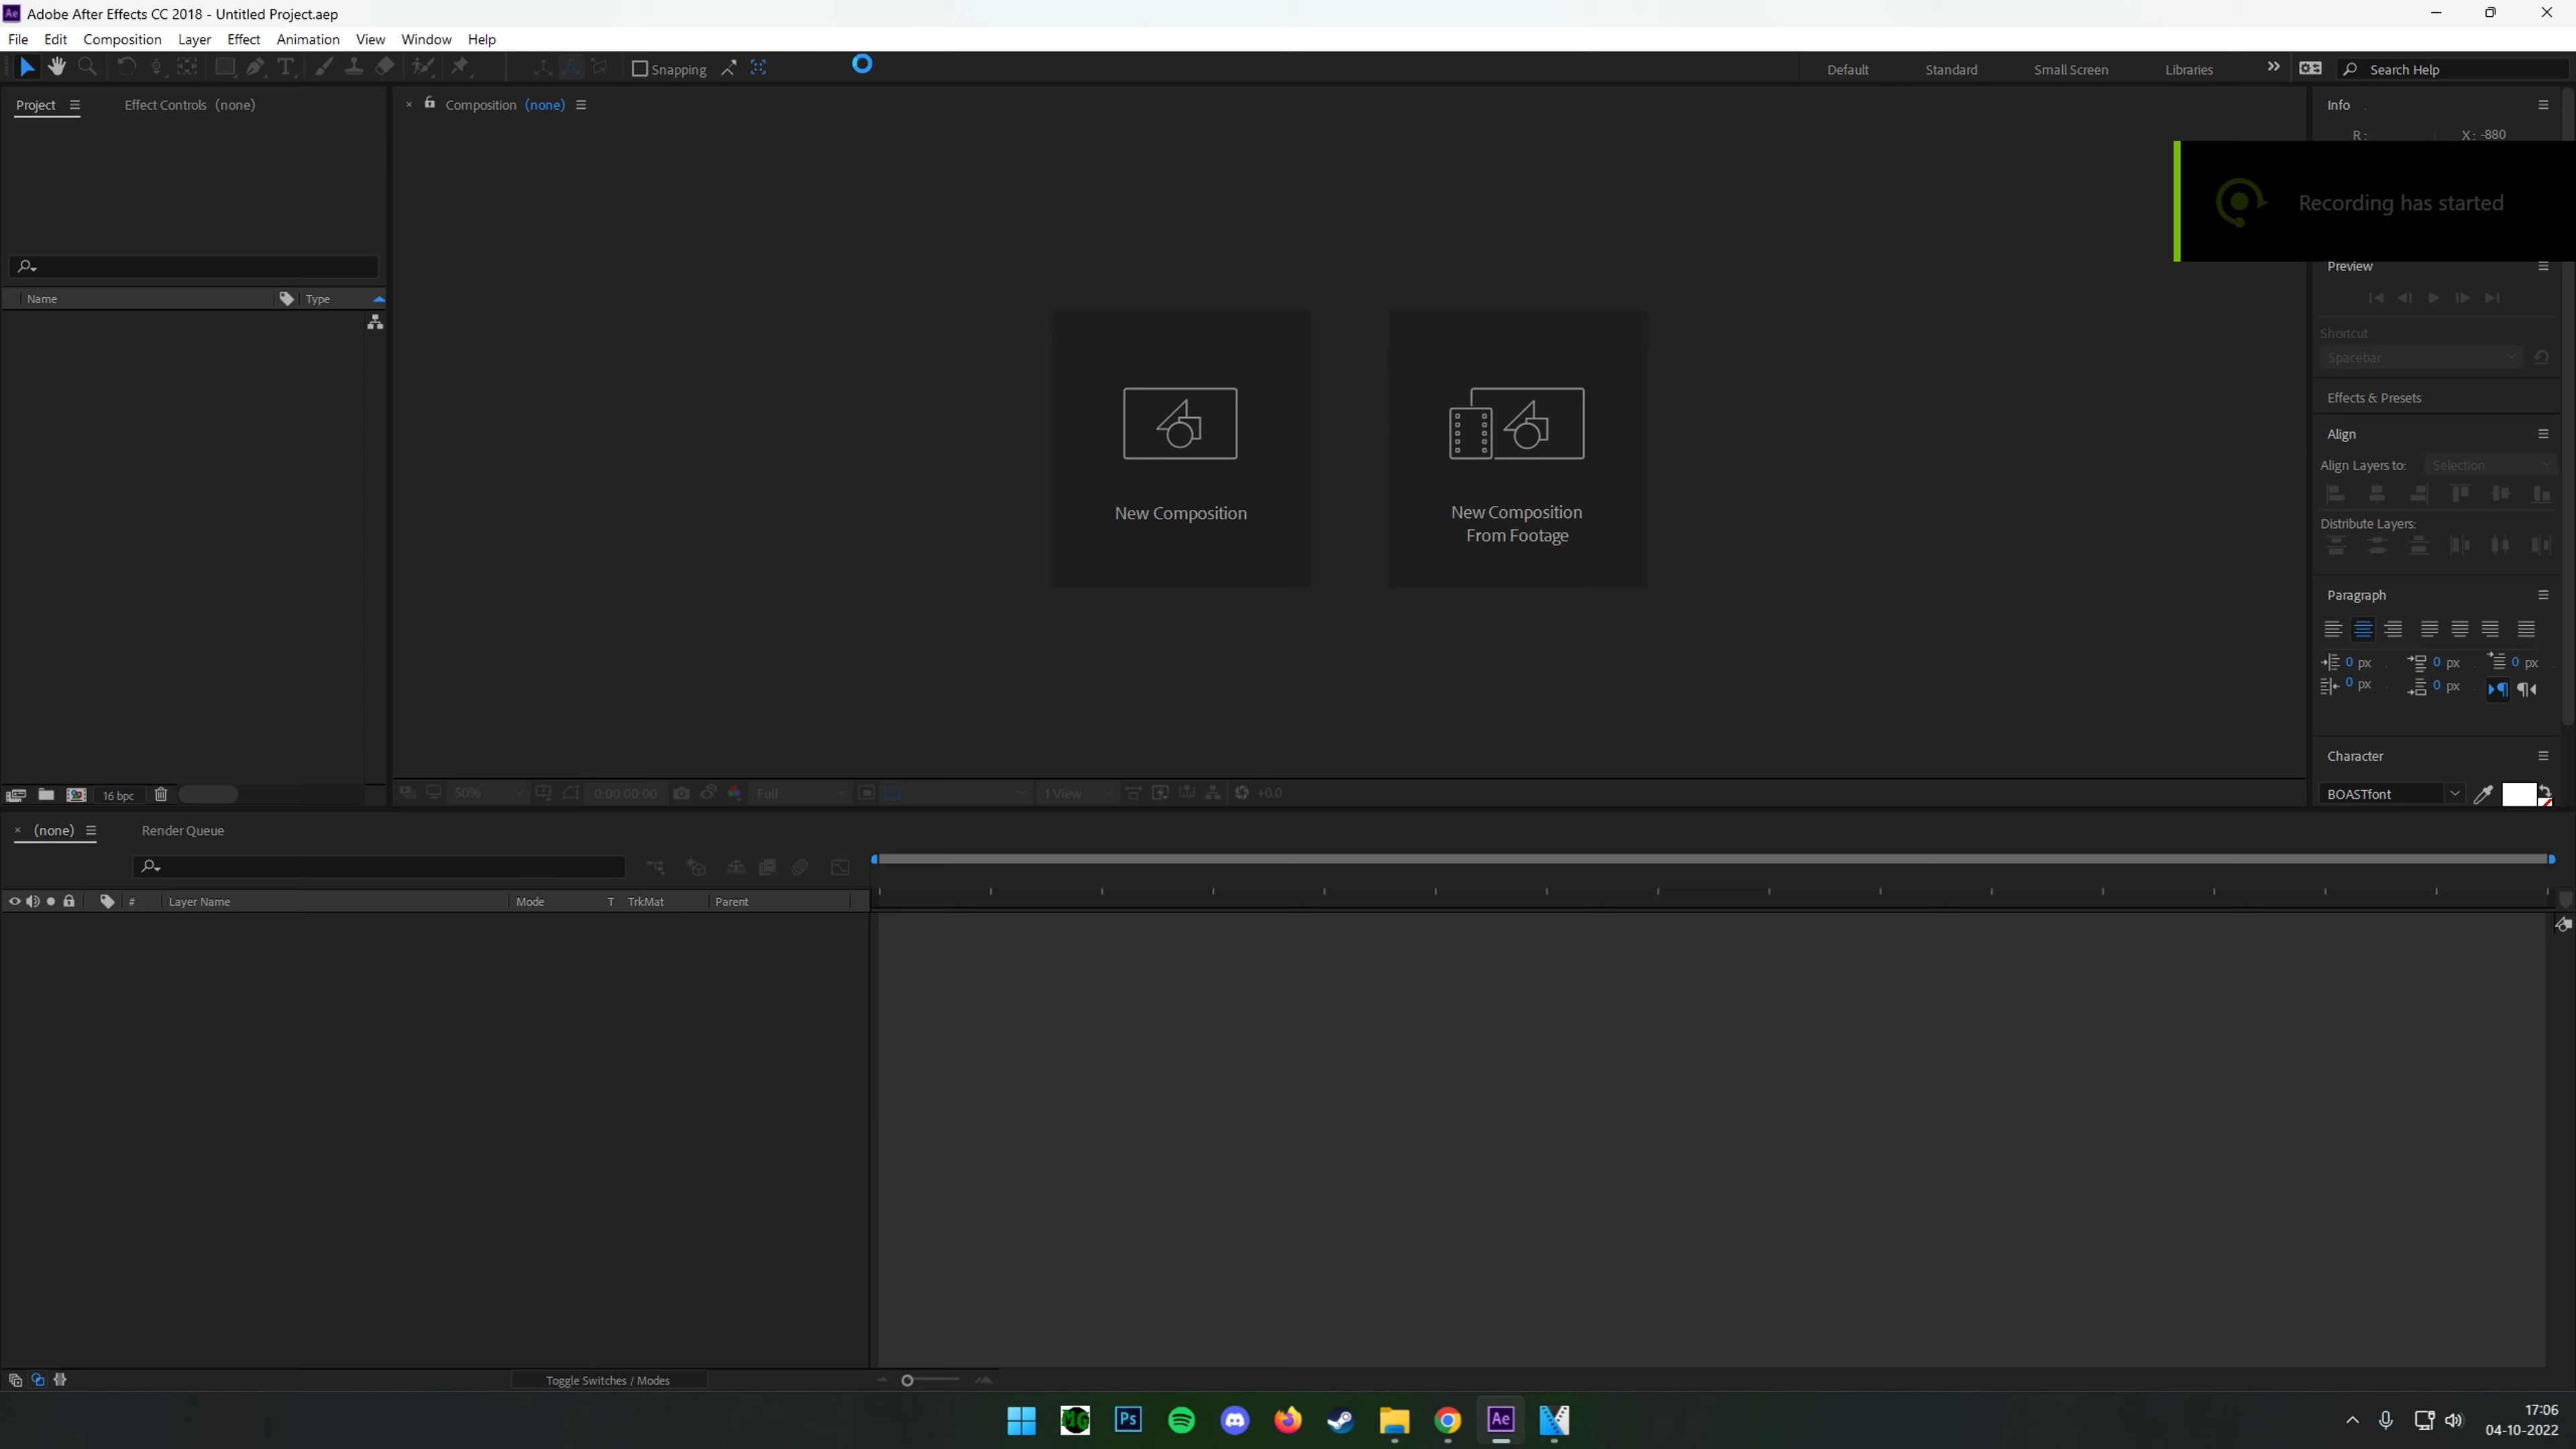 Adobe After Effects CC 2018 - Untitled Project.aep
File Edit Composition Layer Effect Animation View Window Help
Snapping
Default Standard Small Screen Libraries
Search Help
Project
Effect Controls (none)
Composition (none)
Info
R :
X : -880
Recording has started
Name
Type
Preview
Shortcut
Spacebar
Effects & Presets
Align
Align Layers to: Selection
Distribute Layers:
New Composition
New Composition
From Footage
Paragraph
0 px 0 px 0 px
0 px 0 px
Character
BOASTfont
16 bpc
50%
0:00:00:00
Full
1 View
+0.0
(none)
Render Queue
# Layer Name Mode T TrkMat Parent
Toggle Switches / Modes
MG
Ps
Ae
17:06
04-10-2022